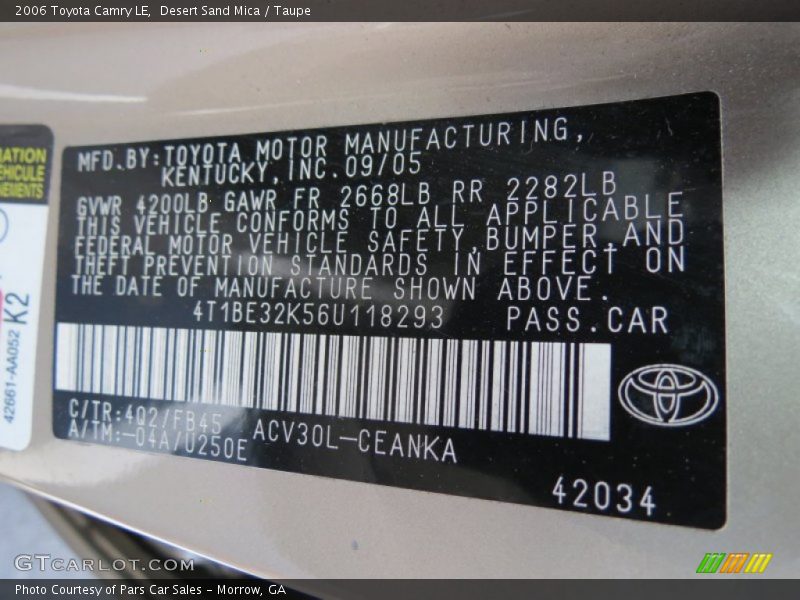 2006 Toyota Camry LE, Desert Sand Mica / Taupe
MFD.BY:TOYOTA MOTOR MANUFACTURING,
KENTUCKY,INC.09/05
GVWR 4200LB GAWR FR 2668LB RR 2282LB
THIS VEHICLE CONFORMS TO ALL APPLICABLE
FEDERAL MOTOR VEHICLE SAFETY,BUMPER,AND
THEFT PREVENTION STANDARDS IN EFFECT ON
THE DATE OF MANUFACTURE SHOWN ABOVE.
4T1BE32K56U118293 PASS.CAR
C/TR:4Q2/FB45
A/TM:-04A/U250E
ACV30L-CEANKA
42034
42661-AA052
K2
GTCARLOT.COM
Photo Courtesy of Pars Car Sales - Morrow, GA